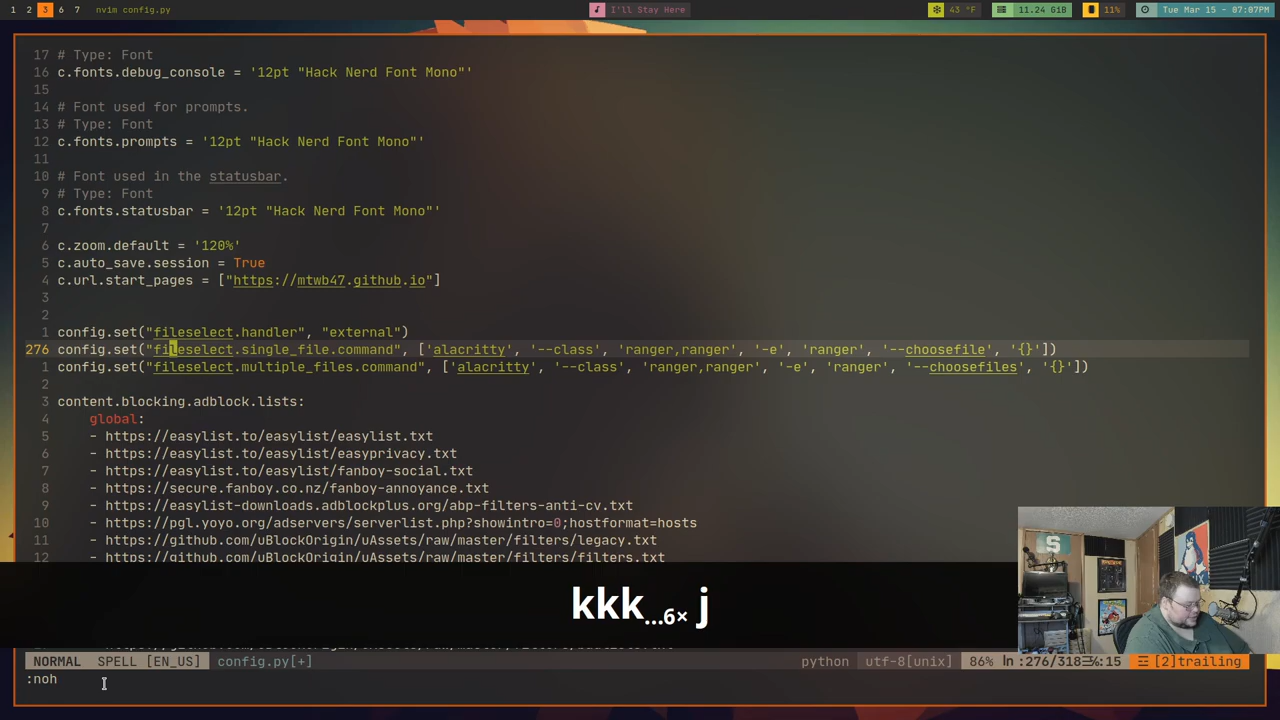 1 2 3 6 7 nvim config.py I'll Stay Here 43 °F 11.24 GiB 11% Tue Mar 15 - 07:07PM
17 # Type: Font
16 c.fonts.debug_console = '12pt "Hack Nerd Font Mono"'
15
14 # Font used for prompts.
13 # Type: Font
12 c.fonts.prompts = '12pt "Hack Nerd Font Mono"'
11
10 # Font used in the statusbar.
9 # Type: Font
8 c.fonts.statusbar = '12pt "Hack Nerd Font Mono"'
7
6 c.zoom.default = '120%'
5 c.auto_save.session = True
4 c.url.start_pages = ["https://mtwb47.github.io"]
3
2
1 config.set("fileselect.handler", "external")
276 config.set("fileselect.single_file.command", ['alacritty', '--class', 'ranger,ranger', '-e', 'ranger', '--choosefile', '{}'])
1 config.set("fileselect.multiple_files.command", ['alacritty', '--class', 'ranger,ranger', '-e', 'ranger', '--choosefiles', '{}'])
2
3 content.blocking.adblock.lists:
4 global:
5 - https://easylist.to/easylist/easylist.txt
6 - https://easylist.to/easylist/easyprivacy.txt
7 - https://easylist.to/easylist/fanboy-social.txt
8 - https://secure.fanboy.co.nz/fanboy-annoyance.txt
9 - https://easylist-downloads.adblockplus.org/abp-filters-anti-cv.txt
10 - https://pgl.yoyo.org/adservers/serverlist.php?showintro=0;hostformat=hosts
11 - https://github.com/uBlockOrigin/uAssets/raw/master/filters/legacy.txt
12 - https://github.com/uBlockOrigin/uAssets/raw/master/filters/filters.txt
kkk...6× j
NORMAL SPELL [EN_US] config.py[+] python utf-8[unix] 86% ln :276/318 :15 [2]trailing
:noh